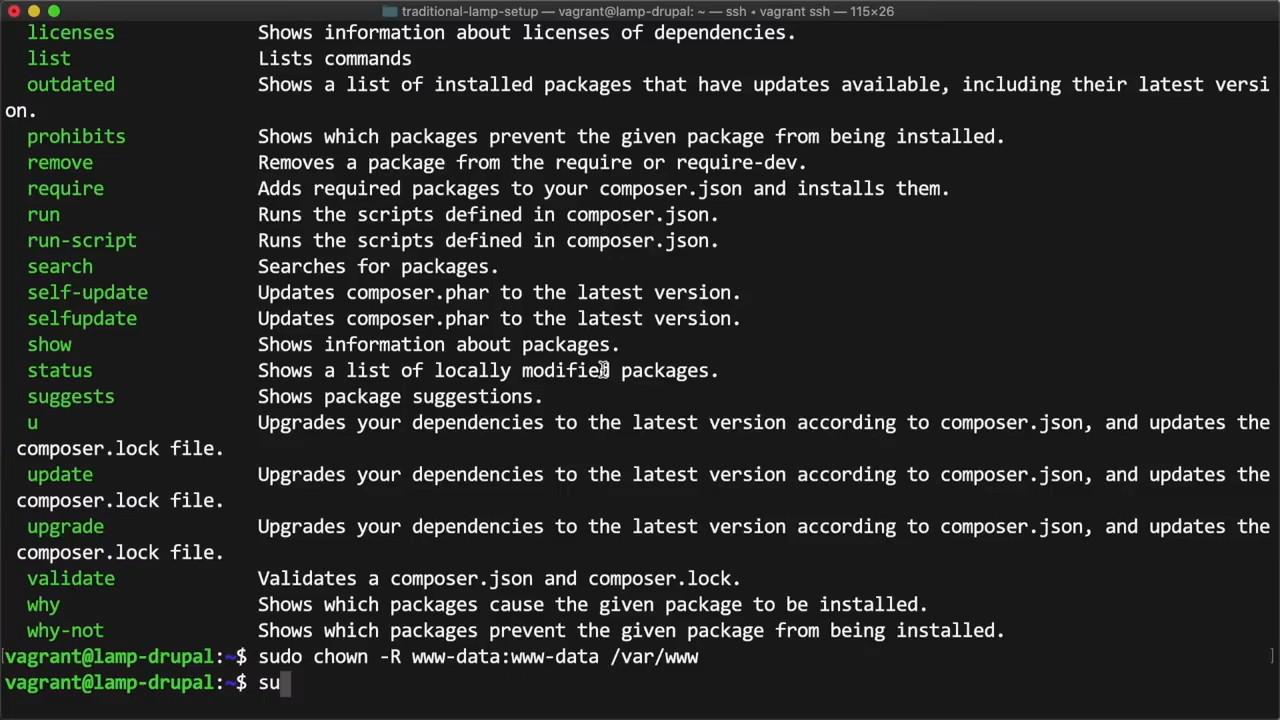 traditional-lamp-setup — vagrant@lamp-drupal: ~ — ssh • vagrant ssh — 115×26
licenses Shows information about licenses of dependencies.
list Lists commands
outdated Shows a list of installed packages that have updates available, including their latest versi
on.
prohibits Shows which packages prevent the given package from being installed.
remove Removes a package from the require or require-dev.
require Adds required packages to your composer.json and installs them.
run Runs the scripts defined in composer.json.
run-script Runs the scripts defined in composer.json.
search Searches for packages.
self-update Updates composer.phar to the latest version.
selfupdate Updates composer.phar to the latest version.
show Shows information about packages.
status Shows a list of locally modified packages.
suggests Shows package suggestions.
u Upgrades your dependencies to the latest version according to composer.json, and updates the
composer.lock file.
update Upgrades your dependencies to the latest version according to composer.json, and updates the
composer.lock file.
upgrade Upgrades your dependencies to the latest version according to composer.json, and updates the
composer.lock file.
validate Validates a composer.json and composer.lock.
why Shows which packages cause the given package to be installed.
why-not Shows which packages prevent the given package from being installed.
[vagrant@lamp-drupal:~$ sudo chown -R www-data:www-data /var/www ]
vagrant@lamp-drupal:~$ su